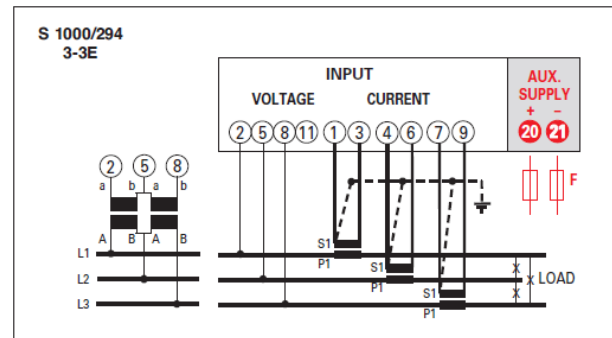 S 1000/294
3-3E
INPUT
VOLTAGE CURRENT
AUX.
SUPPLY
+ −
2 5 8 11 1 3 4 6 7 9 20 21
F
2 5 8
a b a b
A B A B
S1
P1
S1
P1
S1
P1
L1
L2
L3
X
X
X
LOAD